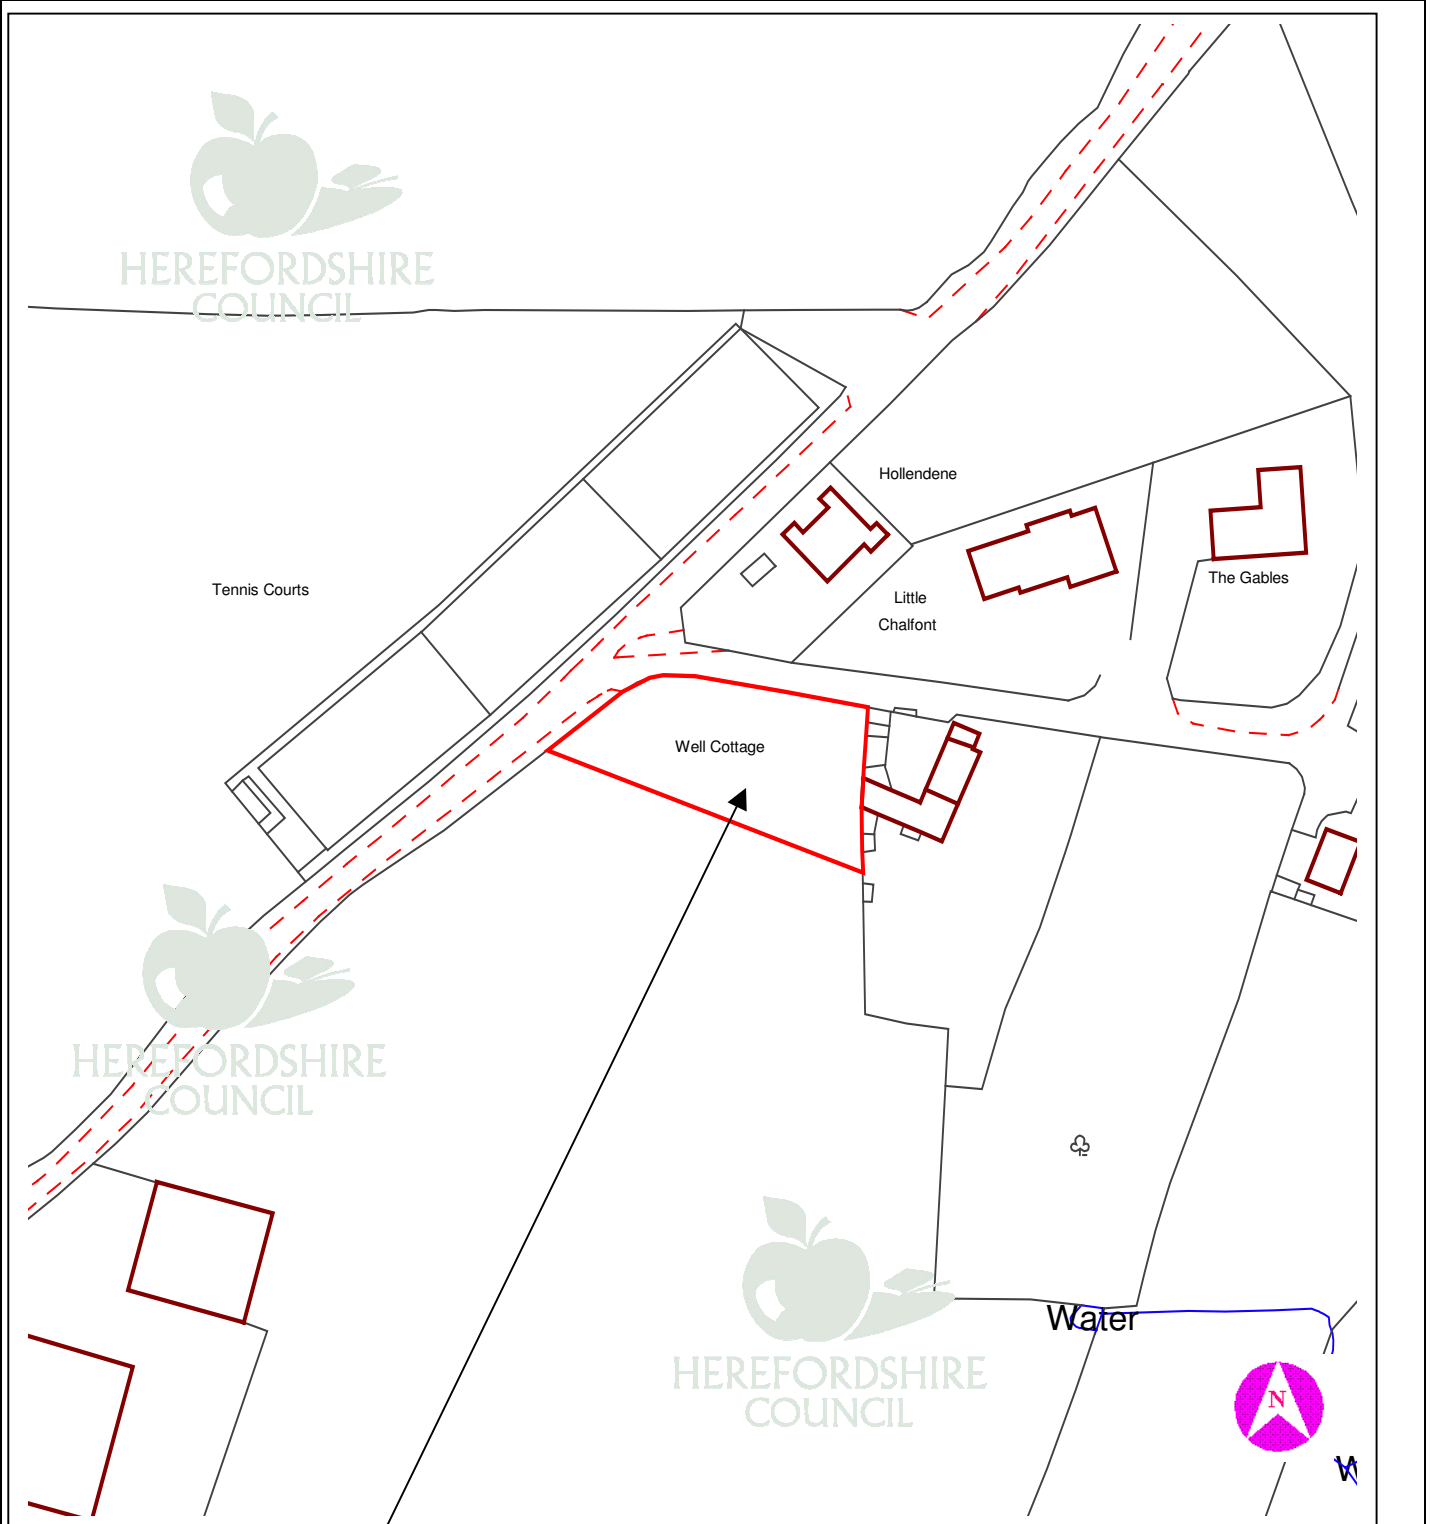 HEREFORDSHIRE
COUNCIL
Hollendene
The Gables
Tennis Courts
Little
Chalfont
Well Cottage
HEREFORDSHIRE
COUNCIL
Water
HEREFORDSHIRE
COUNCIL
N
W